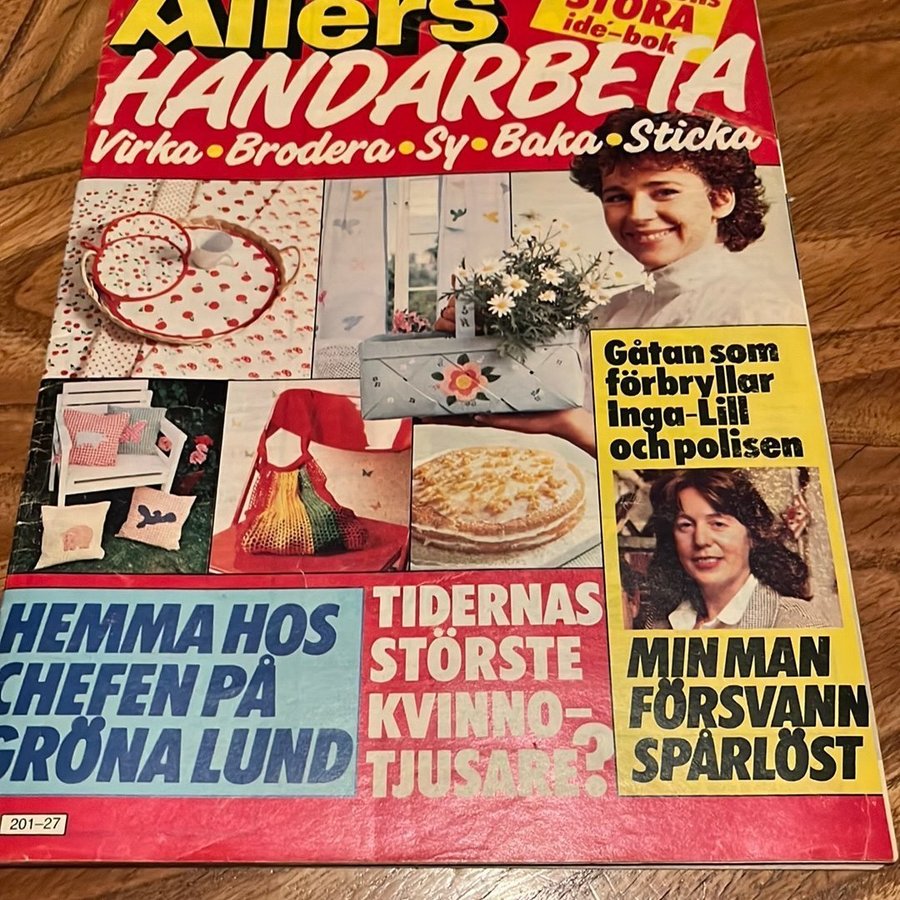 Allers
STORA
idé-bok
HANDARBETA
Virka • Brodera • Sy • Baka • Sticka
Gåtan som
förbryllar
Inga-Lill
och polisen
MIN MAN
FÖRSVANN
SPÅRLÖST
HEMMA HOS
CHEFEN PÅ
GRÖNA LUND
TIDERNAS
STÖRSTE
KVINNO-
TJUSARE?
201-27